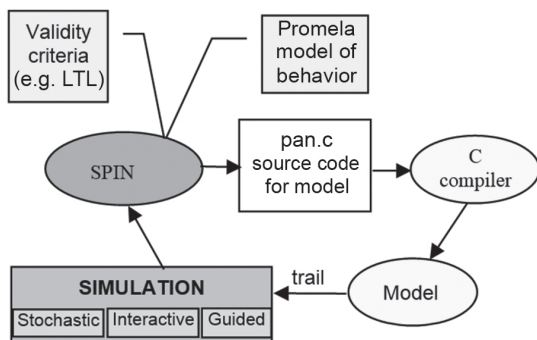 Validity
criteria
(e.g. LTL)
Promela
model of
behavior
SPIN
pan.c
source code
for model
C
compiler
SIMULATION
Stochastic
Interactive
Guided
trail
Model